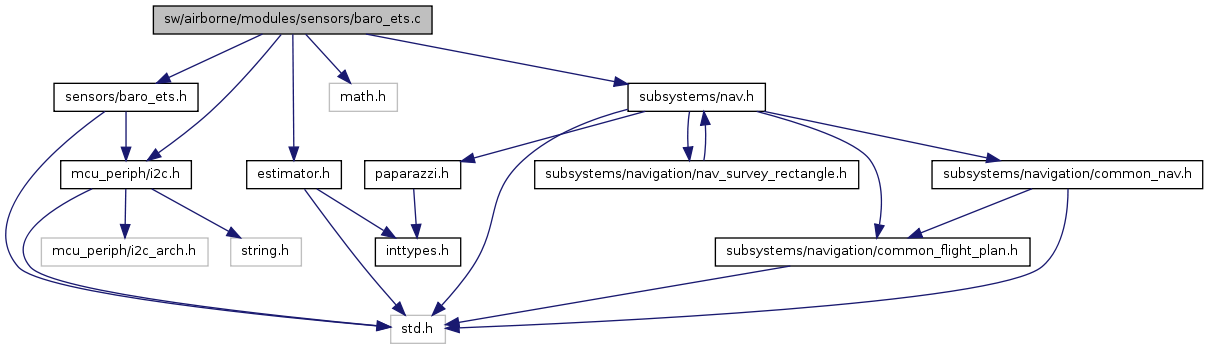 sw/airborne/modules/sensors/baro_ets.c
sensors/baro_ets.h
math.h
subsystems/nav.h
mcu_periph/i2c.h
estimator.h
paparazzi.h
subsystems/navigation/nav_survey_rectangle.h
subsystems/navigation/common_nav.h
mcu_periph/i2c_arch.h
string.h
inttypes.h
subsystems/navigation/common_flight_plan.h
std.h